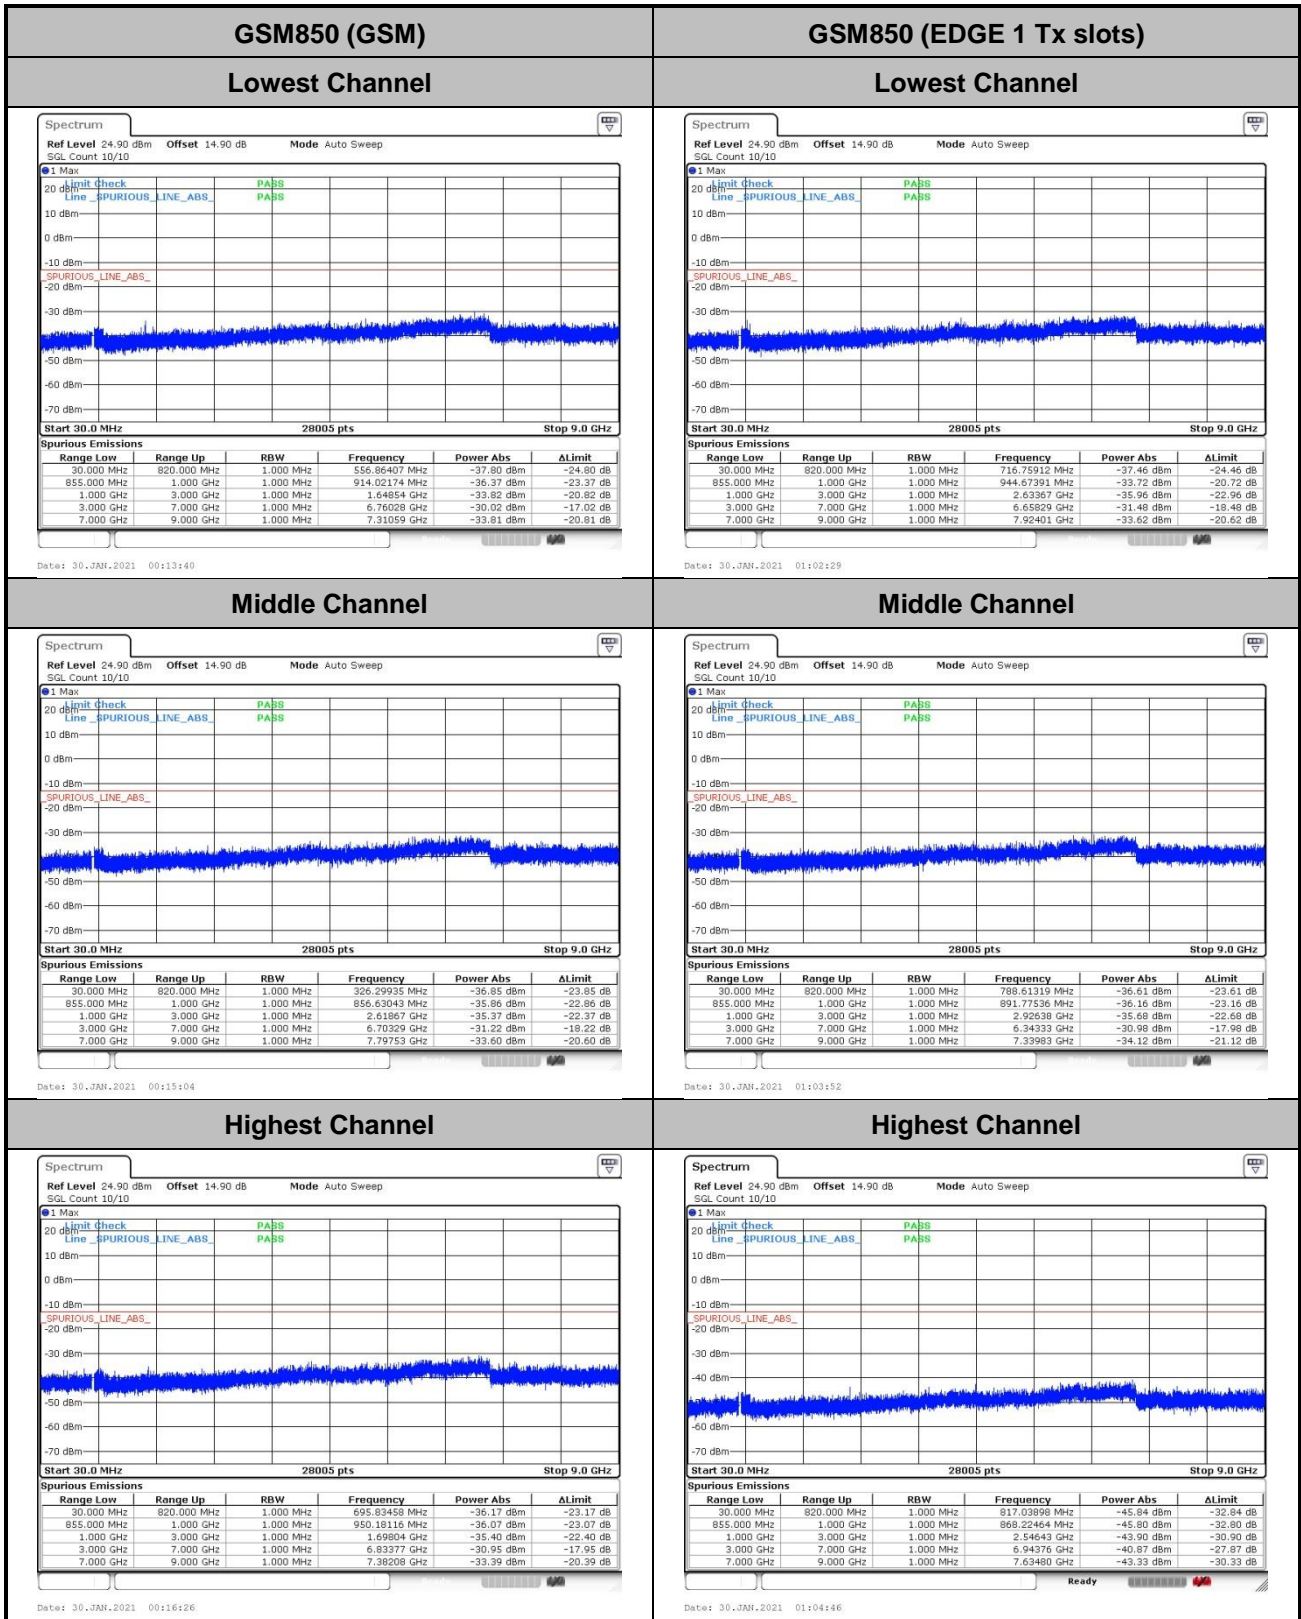 GSM850 (GSM)
GSM850 (EDGE 1 Tx slots)
Lowest Channel
Lowest Channel
Spectrum
Ref Level 24.90 dBm Offset 14.90 dB Mode Auto Sweep
SGL Count 10/10
1 Max
20 dBm
Limit Check PASS
Line _SPURIOUS_LINE_ABS_ PASS
10 dBm
0 dBm
-10 dBm
_SPURIOUS_LINE_ABS_
-20 dBm
-30 dBm
-50 dBm
-60 dBm
-70 dBm
Start 30.0 MHz 28005 pts Stop 9.0 GHz
Spurious Emissions
Range Low Range Up RBW Frequency Power Abs ΔLimit
30.000 MHz 820.000 MHz 1.000 MHz 556.86407 MHz -37.80 dBm -24.80 dB
855.000 MHz 1.000 GHz 1.000 MHz 914.02174 MHz -36.37 dBm -23.37 dB
1.000 GHz 3.000 GHz 1.000 MHz 1.64854 GHz -33.82 dBm -20.82 dB
3.000 GHz 7.000 GHz 1.000 MHz 6.76028 GHz -30.02 dBm -17.02 dB
7.000 GHz 9.000 GHz 1.000 MHz 7.31059 GHz -33.81 dBm -20.81 dB
Date: 30.JAN.2021 00:13:40
Spectrum
Ref Level 24.90 dBm Offset 14.90 dB Mode Auto Sweep
SGL Count 10/10
1 Max
20 dBm
Limit Check PASS
Line _SPURIOUS_LINE_ABS_ PASS
10 dBm
0 dBm
-10 dBm
_SPURIOUS_LINE_ABS_
-20 dBm
-30 dBm
-50 dBm
-60 dBm
-70 dBm
Start 30.0 MHz 28005 pts Stop 9.0 GHz
Spurious Emissions
Range Low Range Up RBW Frequency Power Abs ΔLimit
30.000 MHz 820.000 MHz 1.000 MHz 716.75912 MHz -37.46 dBm -24.46 dB
855.000 MHz 1.000 GHz 1.000 MHz 944.67391 MHz -33.72 dBm -20.72 dB
1.000 GHz 3.000 GHz 1.000 MHz 2.63367 GHz -35.96 dBm -22.96 dB
3.000 GHz 7.000 GHz 1.000 MHz 6.65829 GHz -31.48 dBm -18.48 dB
7.000 GHz 9.000 GHz 1.000 MHz 7.92401 GHz -33.62 dBm -20.62 dB
Date: 30.JAN.2021 01:02:29
Middle Channel
Middle Channel
Spectrum
Ref Level 24.90 dBm Offset 14.90 dB Mode Auto Sweep
SGL Count 10/10
1 Max
20 dBm
Limit Check PASS
Line _SPURIOUS_LINE_ABS_ PASS
10 dBm
0 dBm
-10 dBm
_SPURIOUS_LINE_ABS_
-20 dBm
-30 dBm
-50 dBm
-60 dBm
-70 dBm
Start 30.0 MHz 28005 pts Stop 9.0 GHz
Spurious Emissions
Range Low Range Up RBW Frequency Power Abs ΔLimit
30.000 MHz 820.000 MHz 1.000 MHz 326.29935 MHz -36.85 dBm -23.85 dB
855.000 MHz 1.000 GHz 1.000 MHz 856.63043 MHz -35.86 dBm -22.86 dB
1.000 GHz 3.000 GHz 1.000 MHz 2.61867 GHz -35.37 dBm -22.37 dB
3.000 GHz 7.000 GHz 1.000 MHz 6.70329 GHz -31.22 dBm -18.22 dB
7.000 GHz 9.000 GHz 1.000 MHz 7.79753 GHz -33.60 dBm -20.60 dB
Date: 30.JAN.2021 00:15:04
Spectrum
Ref Level 24.90 dBm Offset 14.90 dB Mode Auto Sweep
SGL Count 10/10
1 Max
20 dBm
Limit Check PASS
Line _SPURIOUS_LINE_ABS_ PASS
10 dBm
0 dBm
-10 dBm
_SPURIOUS_LINE_ABS_
-20 dBm
-30 dBm
-50 dBm
-60 dBm
-70 dBm
Start 30.0 MHz 28005 pts Stop 9.0 GHz
Spurious Emissions
Range Low Range Up RBW Frequency Power Abs ΔLimit
30.000 MHz 820.000 MHz 1.000 MHz 788.61319 MHz -36.61 dBm -23.61 dB
855.000 MHz 1.000 GHz 1.000 MHz 891.77536 MHz -36.16 dBm -23.16 dB
1.000 GHz 3.000 GHz 1.000 MHz 2.92638 GHz -35.68 dBm -22.68 dB
3.000 GHz 7.000 GHz 1.000 MHz 6.34333 GHz -30.98 dBm -17.98 dB
7.000 GHz 9.000 GHz 1.000 MHz 7.33983 GHz -34.12 dBm -21.12 dB
Date: 30.JAN.2021 01:03:52
Highest Channel
Highest Channel
Spectrum
Ref Level 24.90 dBm Offset 14.90 dB Mode Auto Sweep
SGL Count 10/10
1 Max
20 dBm
Limit Check PASS
Line _SPURIOUS_LINE_ABS_ PASS
10 dBm
0 dBm
-10 dBm
_SPURIOUS_LINE_ABS_
-20 dBm
-30 dBm
-50 dBm
-60 dBm
-70 dBm
Start 30.0 MHz 28005 pts Stop 9.0 GHz
Spurious Emissions
Range Low Range Up RBW Frequency Power Abs ΔLimit
30.000 MHz 820.000 MHz 1.000 MHz 695.83458 MHz -36.17 dBm -23.17 dB
855.000 MHz 1.000 GHz 1.000 MHz 950.18116 MHz -36.07 dBm -23.07 dB
1.000 GHz 3.000 GHz 1.000 MHz 1.69804 GHz -35.40 dBm -22.40 dB
3.000 GHz 7.000 GHz 1.000 MHz 6.83377 GHz -30.95 dBm -17.95 dB
7.000 GHz 9.000 GHz 1.000 MHz 7.38208 GHz -33.39 dBm -20.39 dB
Date: 30.JAN.2021 00:16:26
Spectrum
Ref Level 24.90 dBm Offset 14.90 dB Mode Auto Sweep
SGL Count 10/10
1 Max
20 dBm
Limit Check PASS
Line _SPURIOUS_LINE_ABS_ PASS
10 dBm
0 dBm
-10 dBm
_SPURIOUS_LINE_ABS_
-20 dBm
-30 dBm
-40 dBm
-60 dBm
-70 dBm
Start 30.0 MHz 28005 pts Stop 9.0 GHz
Spurious Emissions
Range Low Range Up RBW Frequency Power Abs ΔLimit
30.000 MHz 820.000 MHz 1.000 MHz 817.03898 MHz -45.84 dBm -32.84 dB
855.000 MHz 1.000 GHz 1.000 MHz 868.22464 MHz -45.80 dBm -32.80 dB
1.000 GHz 3.000 GHz 1.000 MHz 2.54643 GHz -43.90 dBm -30.90 dB
3.000 GHz 7.000 GHz 1.000 MHz 6.94376 GHz -40.87 dBm -27.87 dB
7.000 GHz 9.000 GHz 1.000 MHz 7.63480 GHz -43.33 dBm -30.33 dB
Ready
Date: 30.JAN.2021 01:04:46